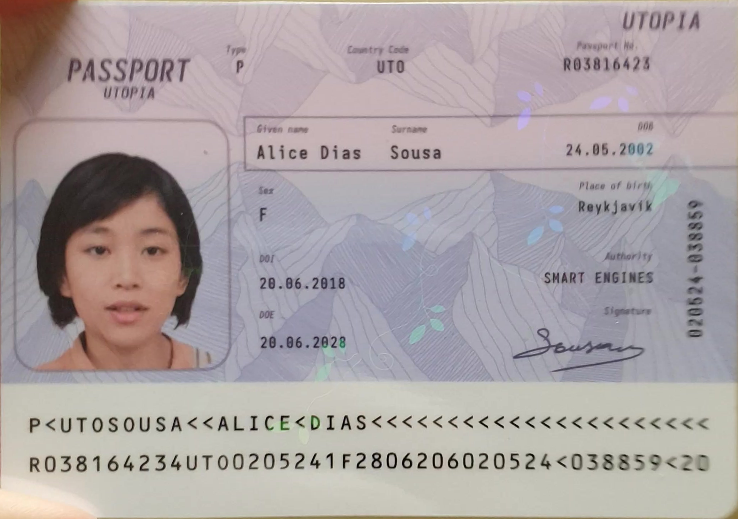 UTOPIA
PASSPORT
UTOPIA
Type
P
Country Code
UTO
Passport No.
R03816423
Given name Surname DOB
Alice Dias Sousa 24.05.2002
Sex Place of birth
F Reykjavik
DOI Authority
20.06.2018 SMART ENGINES
DOE Signature
20.06.2028 Sousa
020524-038859
P<UTOSOUSA<<ALICE<DIAS<<<<<<<<<<<<<<<<<<<<<<
R038164234UTO0205241F2806206020524<038859<20